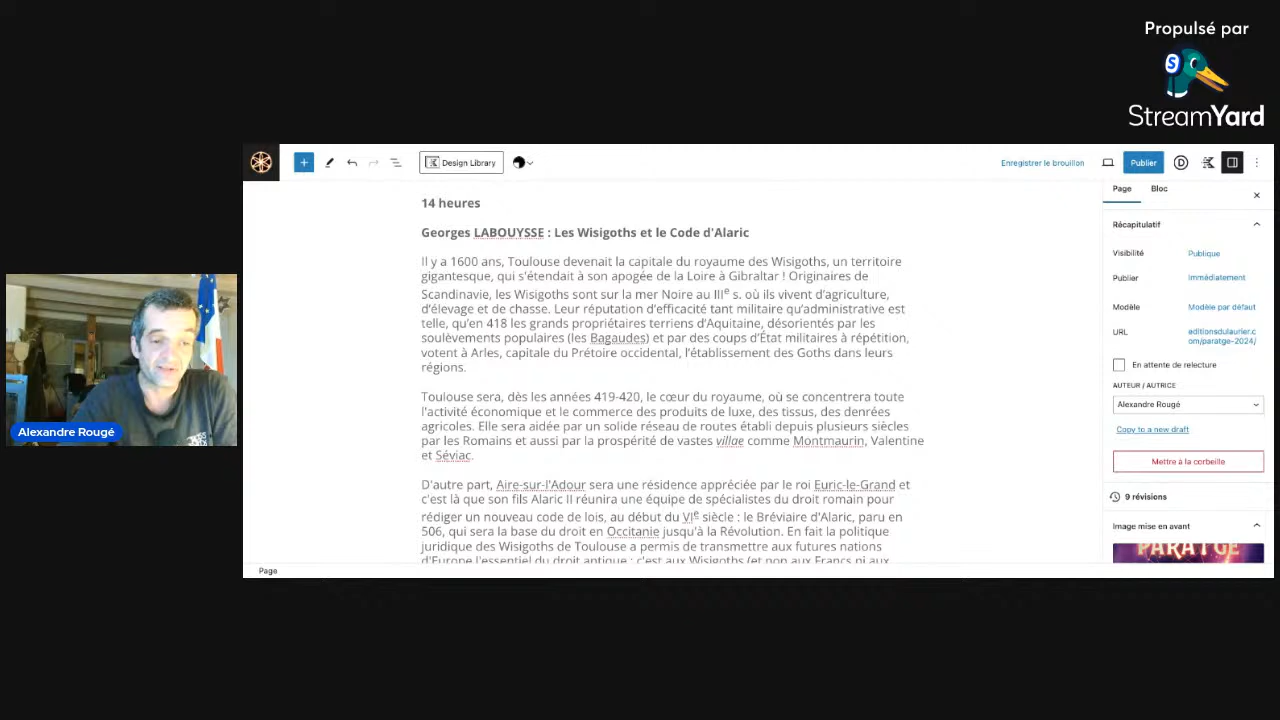 Propulsé par
StreamYard
Design Library
Enregistrer le brouillon
Publier
14 heures
Georges LABOUYSSE : Les Wisigoths et le Code d'Alaric
Il y a 1600 ans, Toulouse devenait la capitale du royaume des Wisigoths, un territoire
gigantesque, qui s'étendait à son apogée de la Loire à Gibraltar ! Originaires de
Scandinavie, les Wisigoths sont sur la mer Noire au IIIe s. où ils vivent d'agriculture,
d'élevage et de chasse. Leur réputation d'efficacité tant militaire qu'administrative est
telle, qu'en 418 les grands propriétaires terriens d'Aquitaine, désorientés par les
soulèvements populaires (les Bagaudes) et par des coups d'État militaires à répétition,
votent à Arles, capitale du Prétoire occidental, l'établissement des Goths dans leurs
régions.
Toulouse sera, dès les années 419-420, le cœur du royaume, où se concentrera toute
l'activité économique et le commerce des produits de luxe, des tissus, des denrées
agricoles. Elle sera aidée par un solide réseau de routes établi depuis plusieurs siècles
par les Romains et aussi par la prospérité de vastes villae comme Montmaurin, Valentine
et Séviac.
D'autre part, Aire-sur-l'Adour sera une résidence appréciée par le roi Euric-le-Grand et
c'est là que son fils Alaric II réunira une équipe de spécialistes du droit romain pour
rédiger un nouveau code de lois, au début du VIe siècle : le Bréviaire d'Alaric, paru en
506, qui sera la base du droit en Occitanie jusqu'à la Révolution. En fait la politique
juridique des Wisigoths de Toulouse a permis de transmettre aux futures nations
d'Europe l'essentiel du droit antique : c'est aux Wisigoths (et non aux Francs ni aux
Page
Page Bloc
Récapitulatif
Visibilité Publique
Publier Immédiatement
Modèle Modèle par défaut
URL editionsdulaurier.c
om/paratge-2024/
En attente de relecture
AUTEUR / AUTRICE
Alexandre Rougé
Copy to a new draft
Mettre à la corbeille
9 révisions
Image mise en avant
PARATGE
Alexandre Rougé